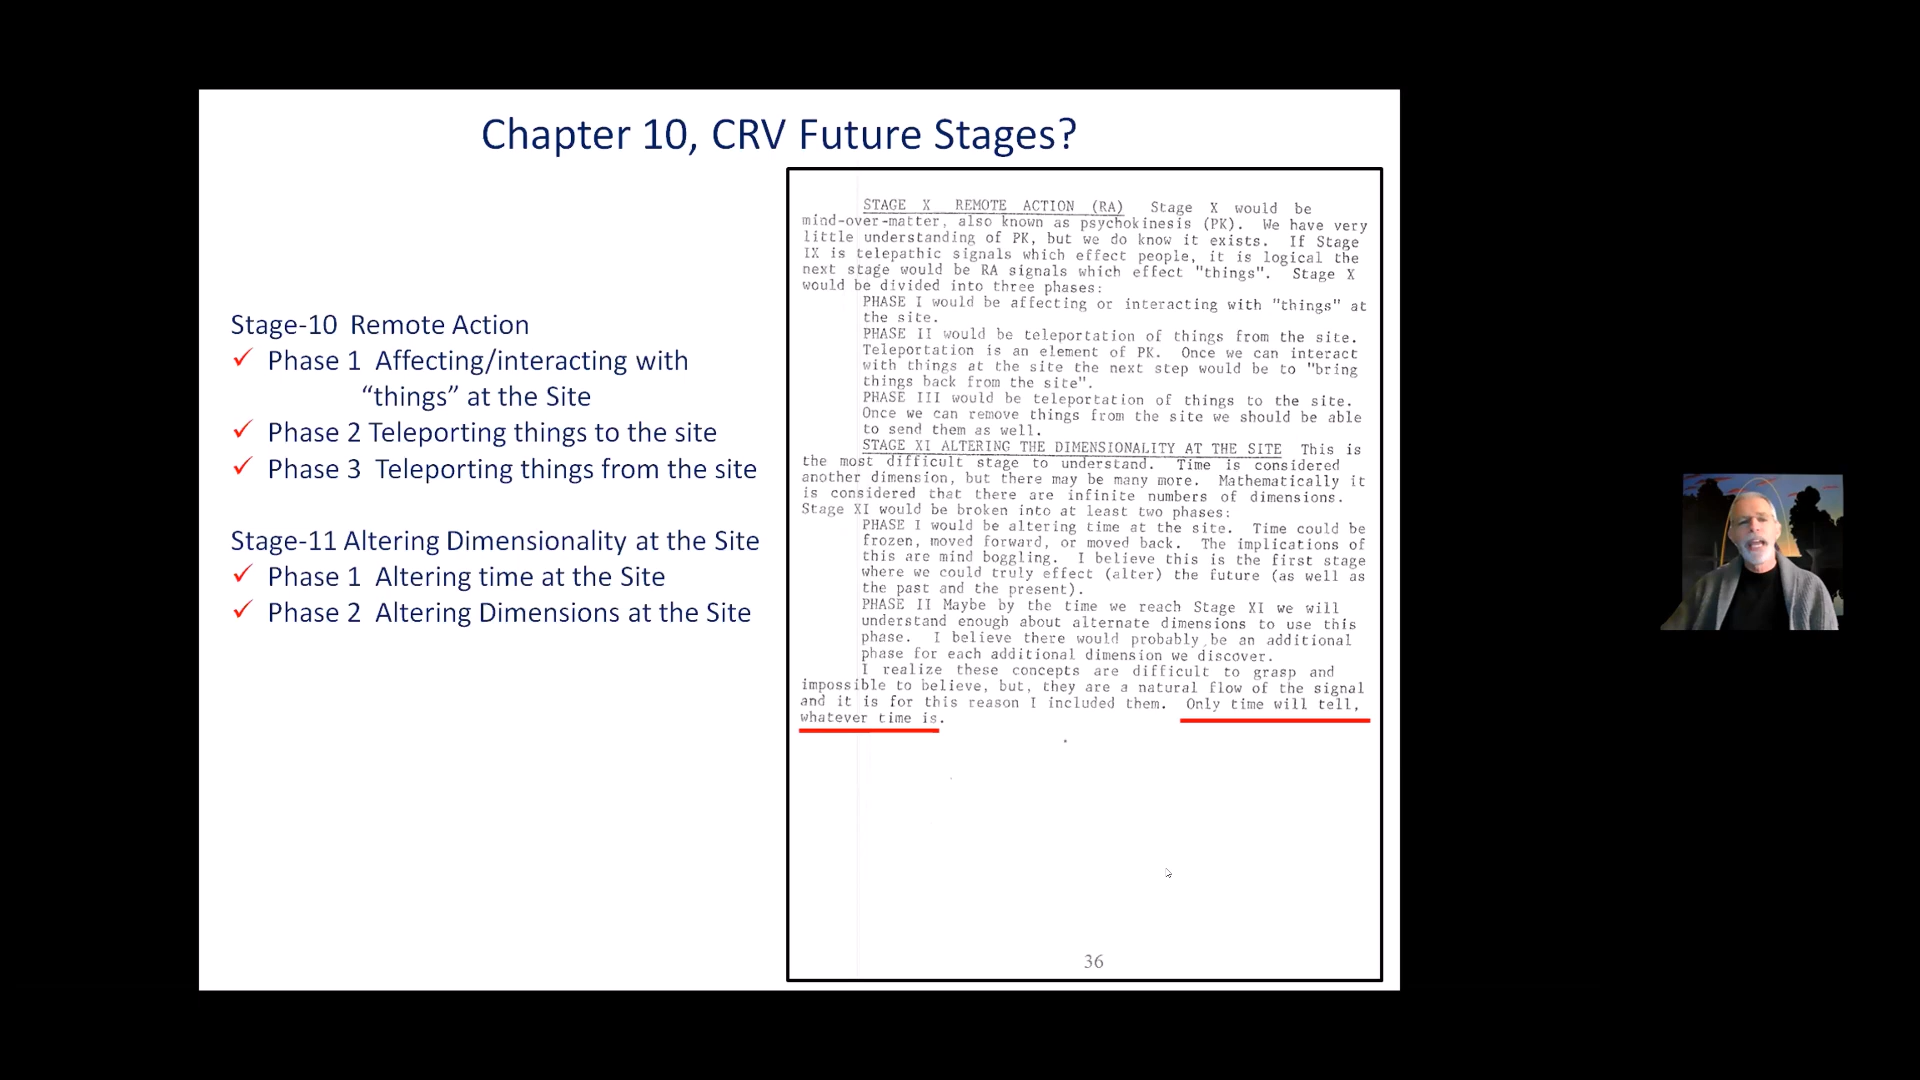 Chapter 10, CRV Future Stages?
Stage-10 Remote Action
✓ Phase 1 Affecting/interacting with
“things” at the Site
✓ Phase 2 Teleporting things to the site
✓ Phase 3 Teleporting things from the site
Stage-11 Altering Dimensionality at the Site
✓ Phase 1 Altering time at the Site
✓ Phase 2 Altering Dimensions at the Site
STAGE X REMOTE ACTION (RA) Stage X would be
mind-over-matter, also known as psychokinesis (PK). We have very
little understanding of PK, but we do know it exists. If Stage
IX is telepathic signals which effect people, it is logical the
next stage would be RA signals which effect "things". Stage X
would be divided into three phases:
PHASE I would be affecting or interacting with "things" at
the site.
PHASE II would be teleportation of things from the site.
Teleportation is an element of PK. Once we can interact
with things at the site the next step would be to "bring
things back from the site".
PHASE III would be teleportation of things to the site.
Once we can remove things from the site we should be able
to send them as well.
STAGE XI ALTERING THE DIMENSIONALITY AT THE SITE This is
the most difficult stage to understand. Time is considered
another dimension, but there may be many more. Mathematically it
is considered that there are infinite numbers of dimensions.
Stage XI would be broken into at least two phases:
PHASE I would be altering time at the site. Time could be
frozen, moved forward, or moved back. The implications of
this are mind boggling. I believe this is the first stage
where we could truly effect (alter) the future (as well as
the past and the present).
PHASE II Maybe by the time we reach Stage XI we will
understand enough about alternate dimensions to use this
phase. I believe there would probably be an additional
phase for each additional dimension we discover.
I realize these concepts are difficult to grasp and
impossible to believe, but, they are a natural flow of the signal
and it is for this reason I included them. Only time will tell,
whatever time is.
36